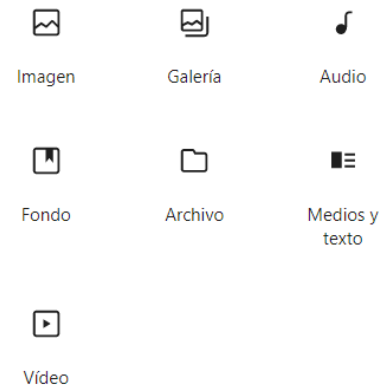 Imagen
Galería
Audio
Fondo
Archivo
Medios y
texto
Vídeo